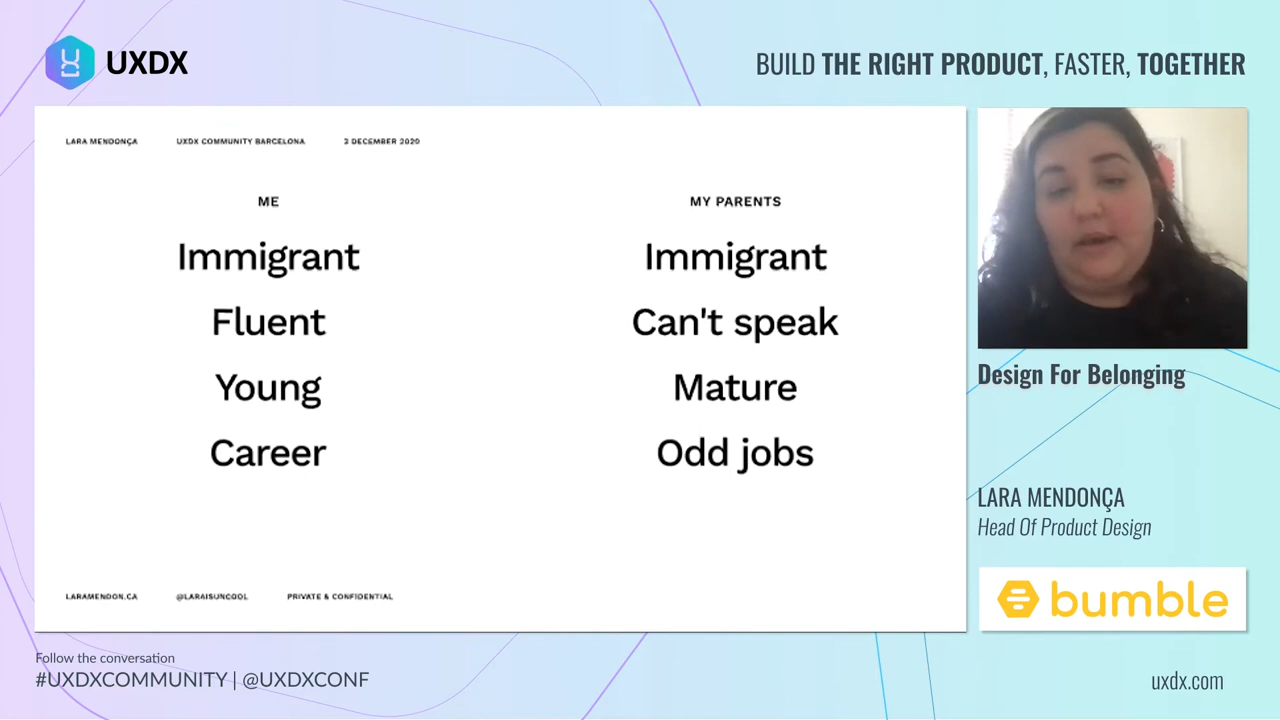 UXDX
BUILD THE RIGHT PRODUCT, FASTER, TOGETHER
LARA MENDONÇA UXDX COMMUNITY BARCELONA 3 DECEMBER 2020
ME
Immigrant
Fluent
Young
Career
MY PARENTS
Immigrant
Can't speak
Mature
Odd jobs
LARAMENDON.CA @LARAISUNCOOL PRIVATE & CONFIDENTIAL
Design For Belonging
LARA MENDONÇA
Head Of Product Design
bumble
Follow the conversation
#UXDXCOMMUNITY | @UXDXCONF
uxdx.com